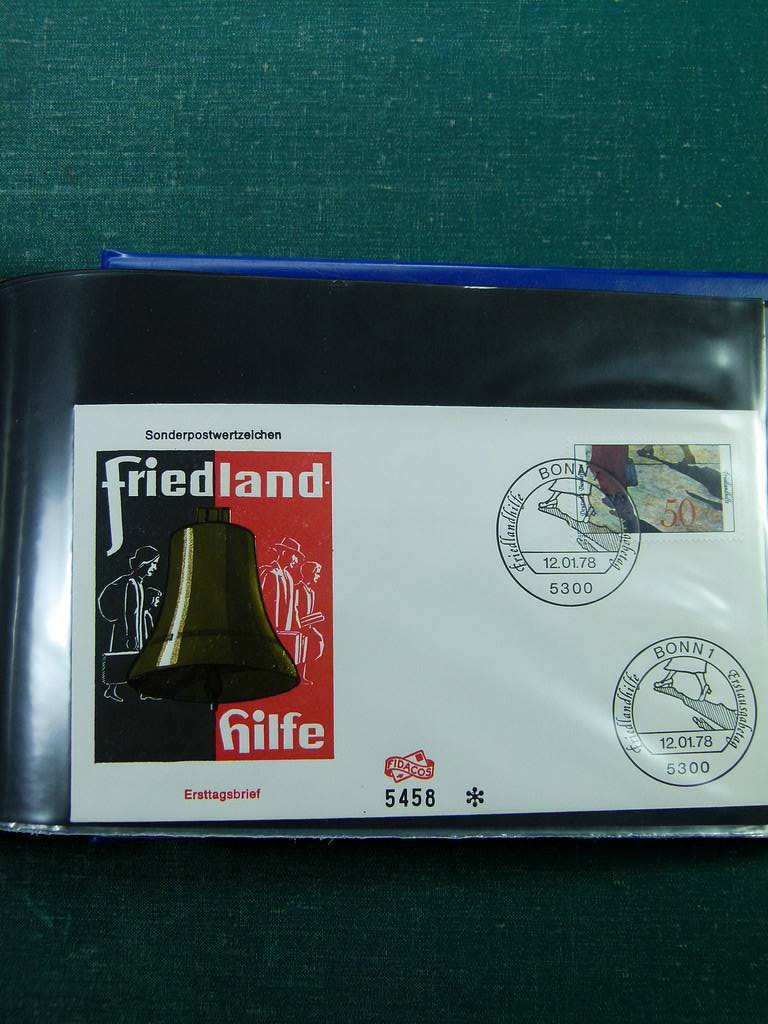 Sonderpostwertzeichen
Friedland-
hilfe
Ersttagsbrief
FIDACOS
5458 *
50
BONN 1
Friedlandhilfe
Erstausgabetag
12.01.78
5300
BONN 1
Friedlandhilfe
Erstausgabetag
12.01.78
5300